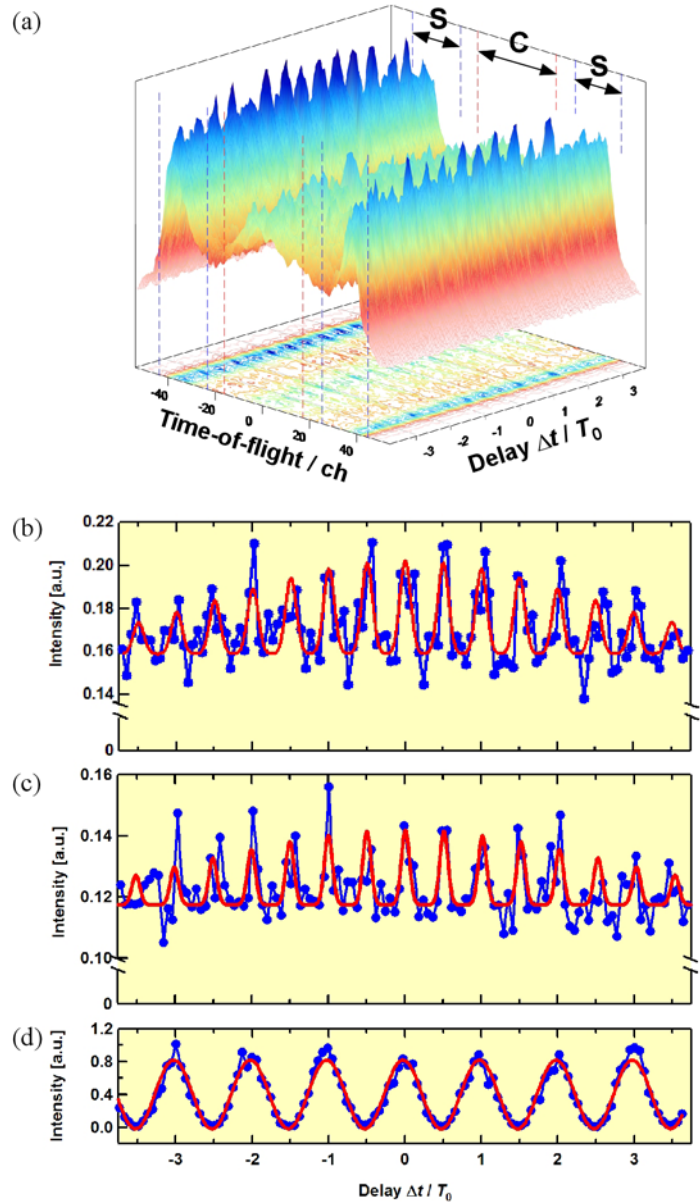 (a)
S
C
S
-40
-20
0
20
40
Time-of-flight / ch
-3
-2
-1
0
1
2
3
Delay Δt / T0
(b)
0.22
0.20
0.18
0.16
0.14
0
Intensity [a.u.]
(c)
0.16
0.14
0.12
0.10
0
Intensity [a.u.]
(d)
1.2
0.8
0.4
0.0
Intensity [a.u.]
-3 -2 -1 0 1 2 3
Delay Δt / T0